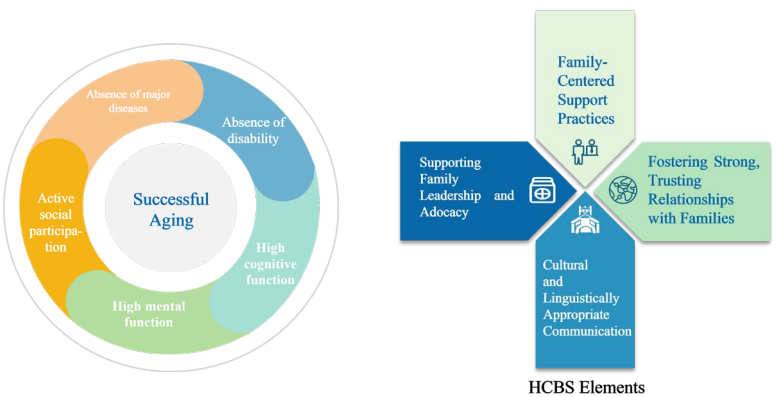 Absence of major
diseases
Absence of
disability
High
cognitive
function
High mental
function
Active
social
participa-
tion
Successful
Aging
Family-
Centered
Support
Practices
Supporting
Family
Leadership and
Adocacy
Fostering Strong,
Trusting
Relationships
with Families
Cultural
and
Linguistically
Appropriate
Communication
HCBS Elements